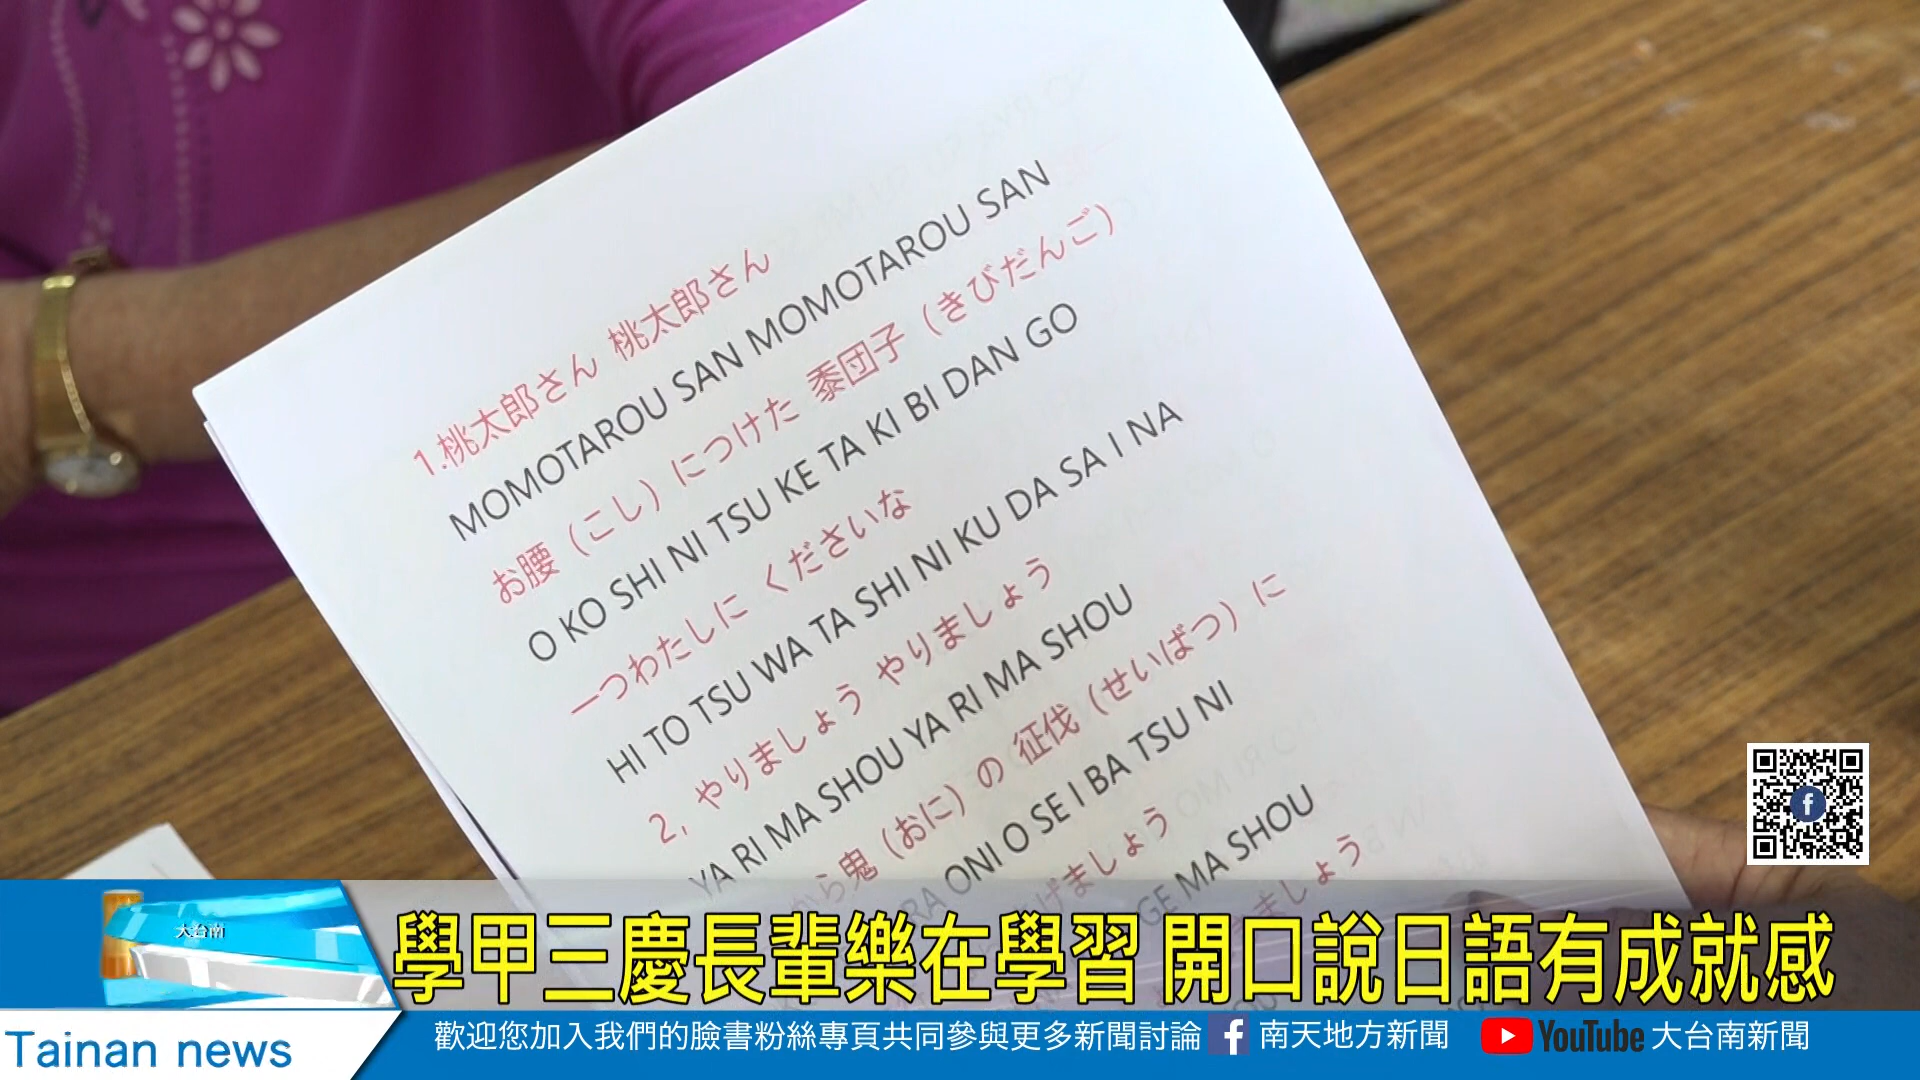 1.桃太郎さん 桃太郎さん
MOMOTAROU SAN MOMOTAROU SAN
お腰（こし）につけた 黍団子（きびだんご）
O KO SHI NI TSU KE TA KI BI DAN GO
一つわたしに くださいな
HI TO TSU WA TA SHI NI KU DA SA I NA
2, やりましょう やりましょう
YA RI MA SHOU YA RI MA SHOU
から鬼（おに）の 征伐（せいばつ）に
RA ONI O SE I BA TSU NI
げましょう
GE MA SHOU
ましょう
大台南
學甲三慶長輩樂在學習 開口說日語有成就感
Tainan news
歡迎您加入我們的臉書粉絲專頁共同參與更多新聞討論 南天地方新聞 YouTube 大台南新聞